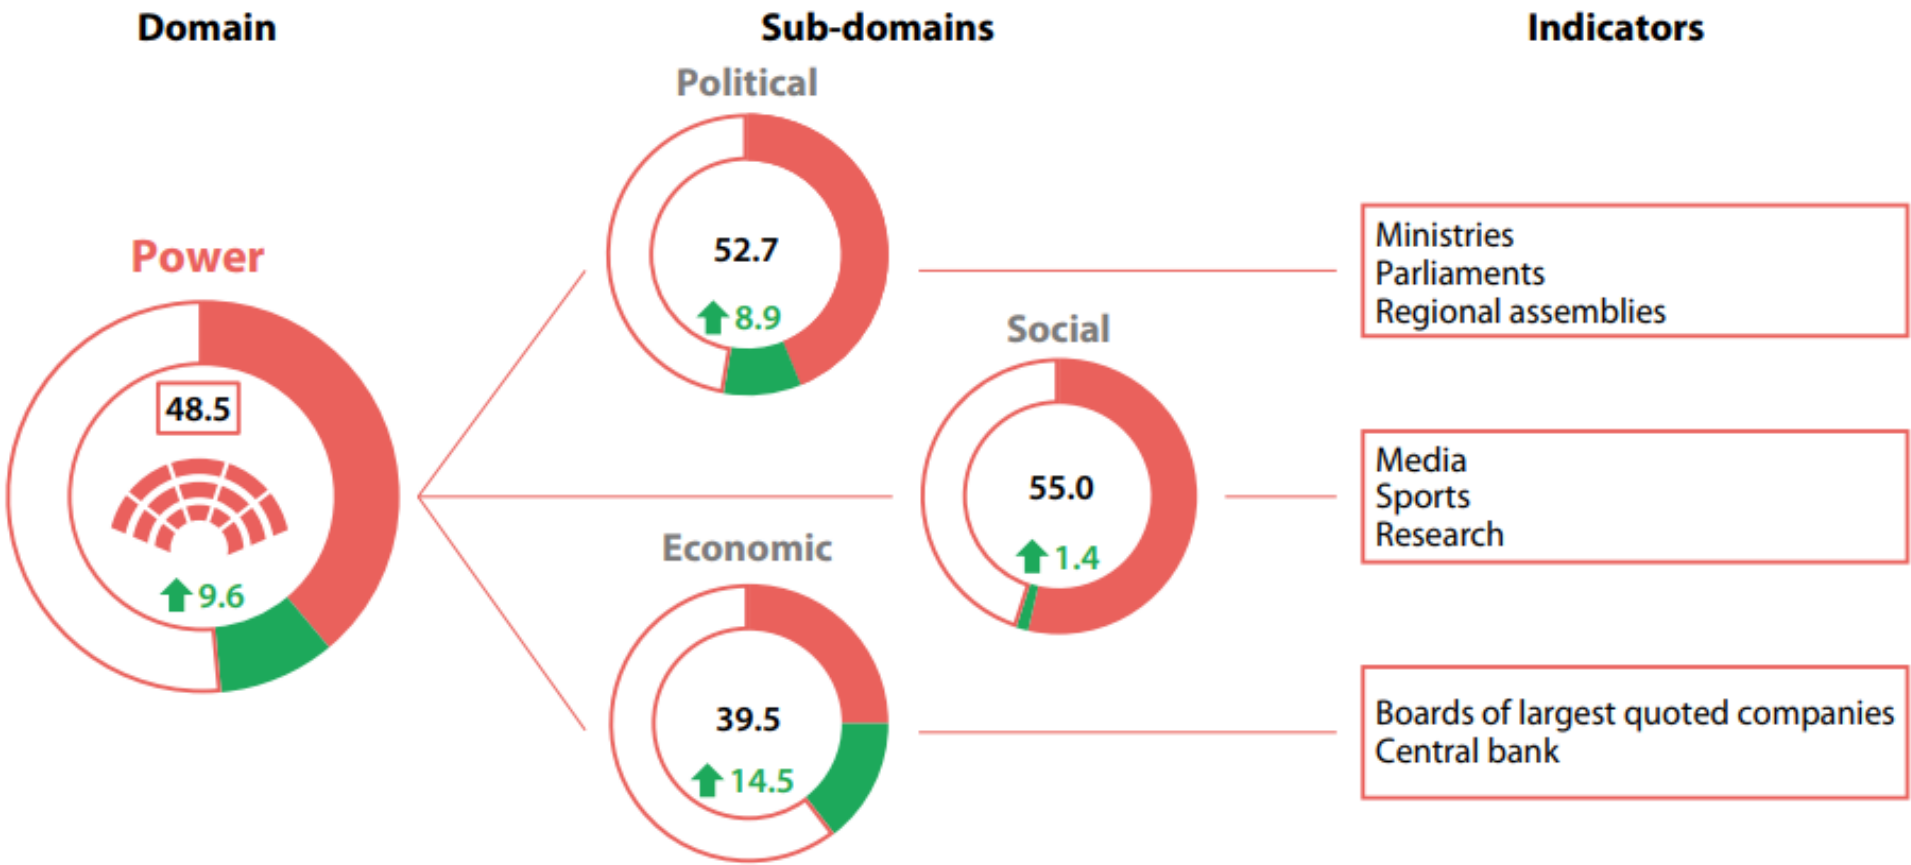 Domain
Sub-domains
Indicators
Power
48.5
9.6
Political
52.7
8.9
Social
55.0
1.4
Economic
39.5
14.5
Ministries
Parliaments
Regional assemblies
Media
Sports
Research
Boards of largest quoted companies
Central bank